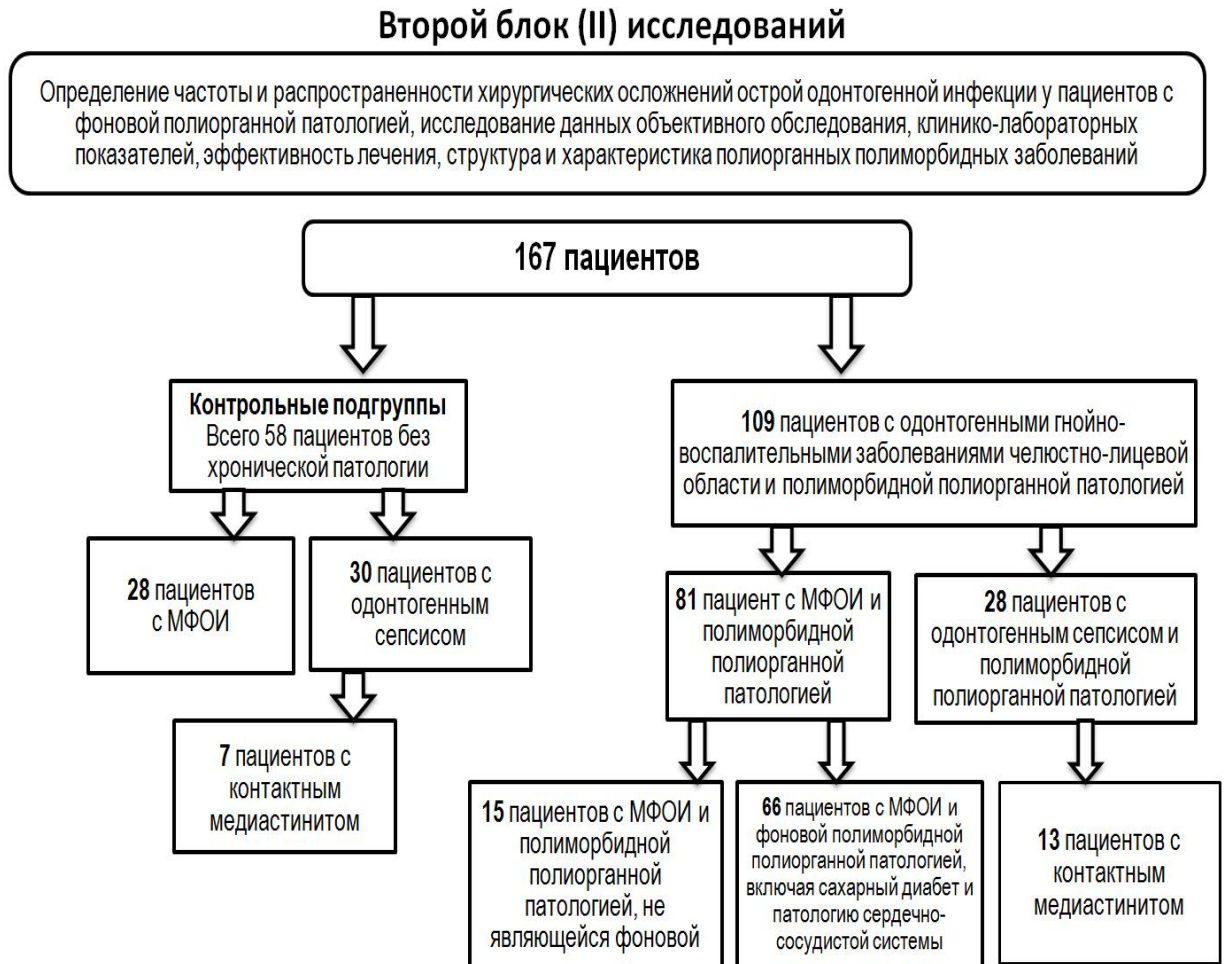 Второй блок (II) исследований
Определение частоты и распространенности хирургических осложнений острой одонтогенной инфекции у пациентов с
фоновой полиорганной патологией, исследование данных объективного обследования, клинико-лабораторных
показателей, эффективность лечения, структура и характеристика полиорганных полиморбидных заболеваний
167 пациентов
Контрольные подгруппы
Всего 58 пациентов без
хронической патологии
109 пациентов с одонтогенными гнойно-
воспалительными заболеваниями челюстно-лицевой
области и полиморбидной полиорганной патологией
28 пациентов
с МФОИ
30 пациентов с
одонтогенным
сепсисом
81 пациент с МФОИ и
полиморбидной
полиорганной
патологией
28 пациентов с
одонтогенным сепсисом и
полиморбидной
полиорганной патологией
7 пациентов с
контактным
медиастинитом
15 пациентов с МФОИ и
полиморбидной
полиорганной
патологией, не
являющейся фоновой
66 пациентов с МФОИ и
фоновой полиморбидной
полиорганной патологией,
включая сахарный диабет и
патологию сердечно-
сосудистой системы
13 пациентов с
контактным
медиастинитом